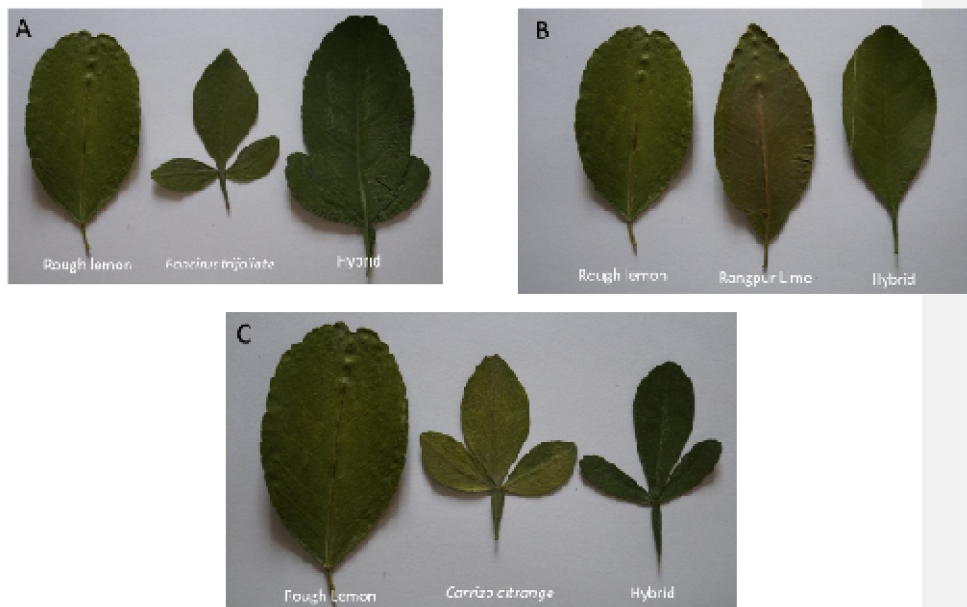 A
Rough lemon Poncirus trifoliate Hybrid
B
Rough lemon Rangpur Lime Hybrid
C
Rough Lemon Carrizo citrange Hybrid